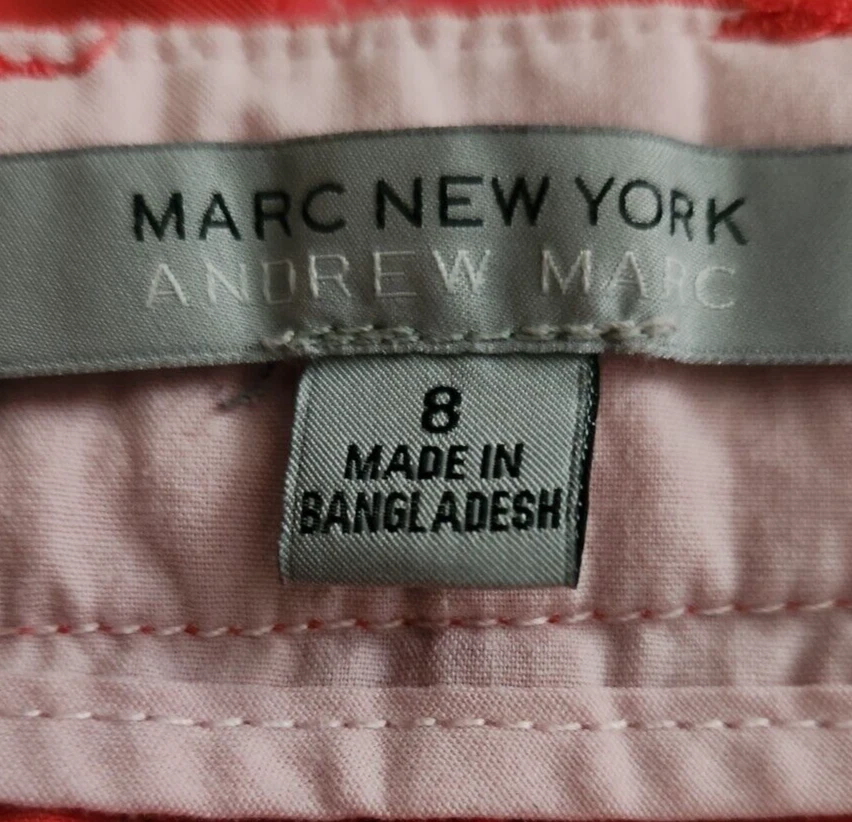 MARC NEW YORK
ANDREW MARC
8
MADE IN
BANGLADESH